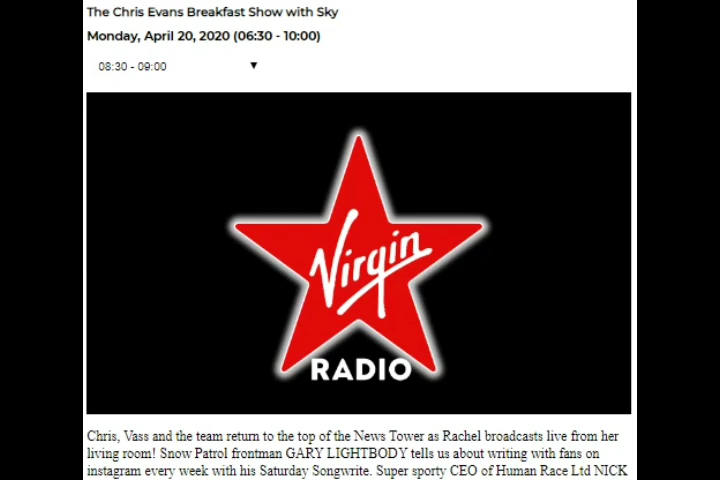 The Chris Evans Breakfast Show with Sky
Monday, April 20, 2020 (06:30 - 10:00)
08:30 - 09:00
Virgin
RADIO
Chris, Vass and the team return to the top of the News Tower as Rachel broadcasts live from her
living room! Snow Patrol frontman GARY LIGHTBODY tells us about writing with fans on
instagram every week with his Saturday Songwrite. Super sporty CEO of Human Race Ltd NICK